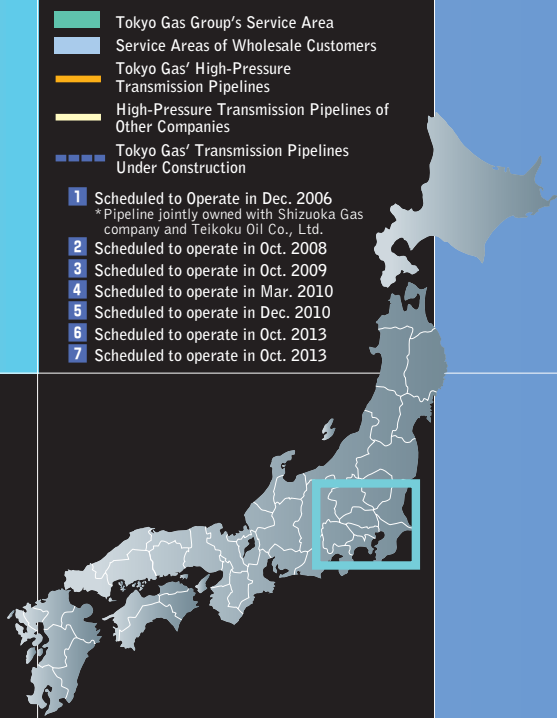 Tokyo Gas Group's Service Area
Service Areas of Wholesale Customers
Tokyo Gas' High-Pressure
Transmission Pipelines
High-Pressure Transmission Pipelines of
Other Companies
Tokyo Gas' Transmission Pipelines
Under Construction
1 Scheduled to Operate in Dec. 2006
*Pipeline jointly owned with Shizuoka Gas
company and Teikoku Oil Co., Ltd.
2 Scheduled to operate in Oct. 2008
3 Scheduled to operate in Oct. 2009
4 Scheduled to operate in Mar. 2010
5 Scheduled to operate in Dec. 2010
6 Scheduled to operate in Oct. 2013
7 Scheduled to operate in Oct. 2013